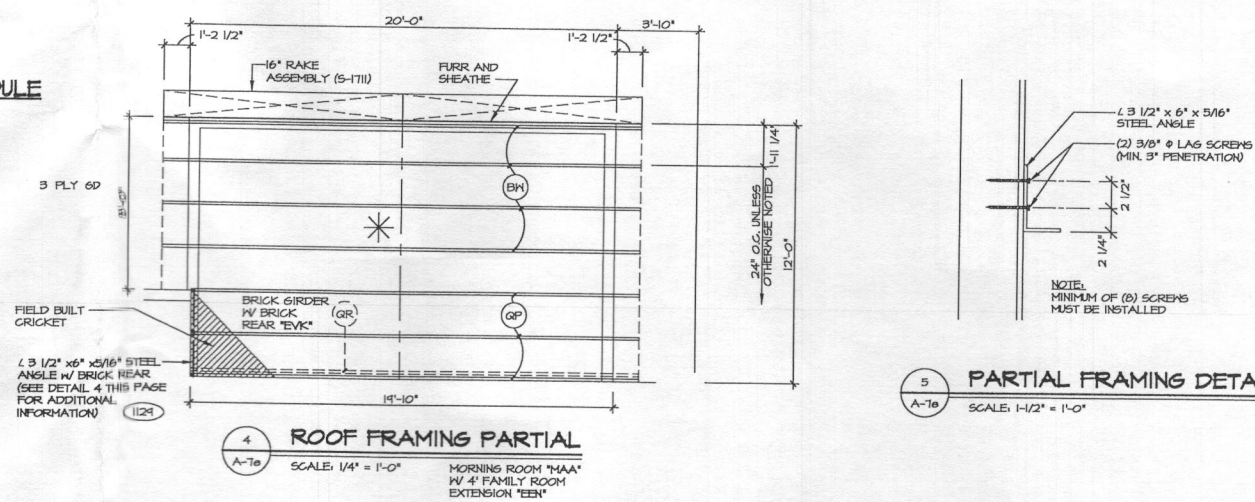 20'-0"
3'-10"
1'-2 1/2"
1'-2 1/2"
16" RAKE
ASSEMBLY (S-1711)
FURR AND
SHEATHE
3 PLY GD
BW
1'-11 1/4"
24" O.C. UNLESS
OTHERWISE NOTED
12'-0"
FIELD BUILT
CRICKET
BRICK GIRDER
W/ BRICK
REAR "EVK"
QR
QP
∠ 3 1/2" x6" x5/16" STEEL
ANGLE W/ BRICK REAR
(SEE DETAIL 4 THIS PAGE
FOR ADDITIONAL
INFORMATION)
1129
19'-10"
4
ROOF FRAMING PARTIAL
SCALE: 1/4" = 1'-0"
MORNING ROOM "MAA"
W/ 4' FAMILY ROOM
EXTENSION "EEN"
∠ 3 1/2" x 6" x 5/16"
STEEL ANGLE
(2) 3/8" Φ LAG SCREWS
(MIN. 3" PENETRATION)
2 1/2"
2 1/4"
NOTE:
MINIMUM OF (8) SCREWS
MUST BE INSTALLED
5
PARTIAL FRAMING DETA
SCALE: 1-1/2" = 1'-0"